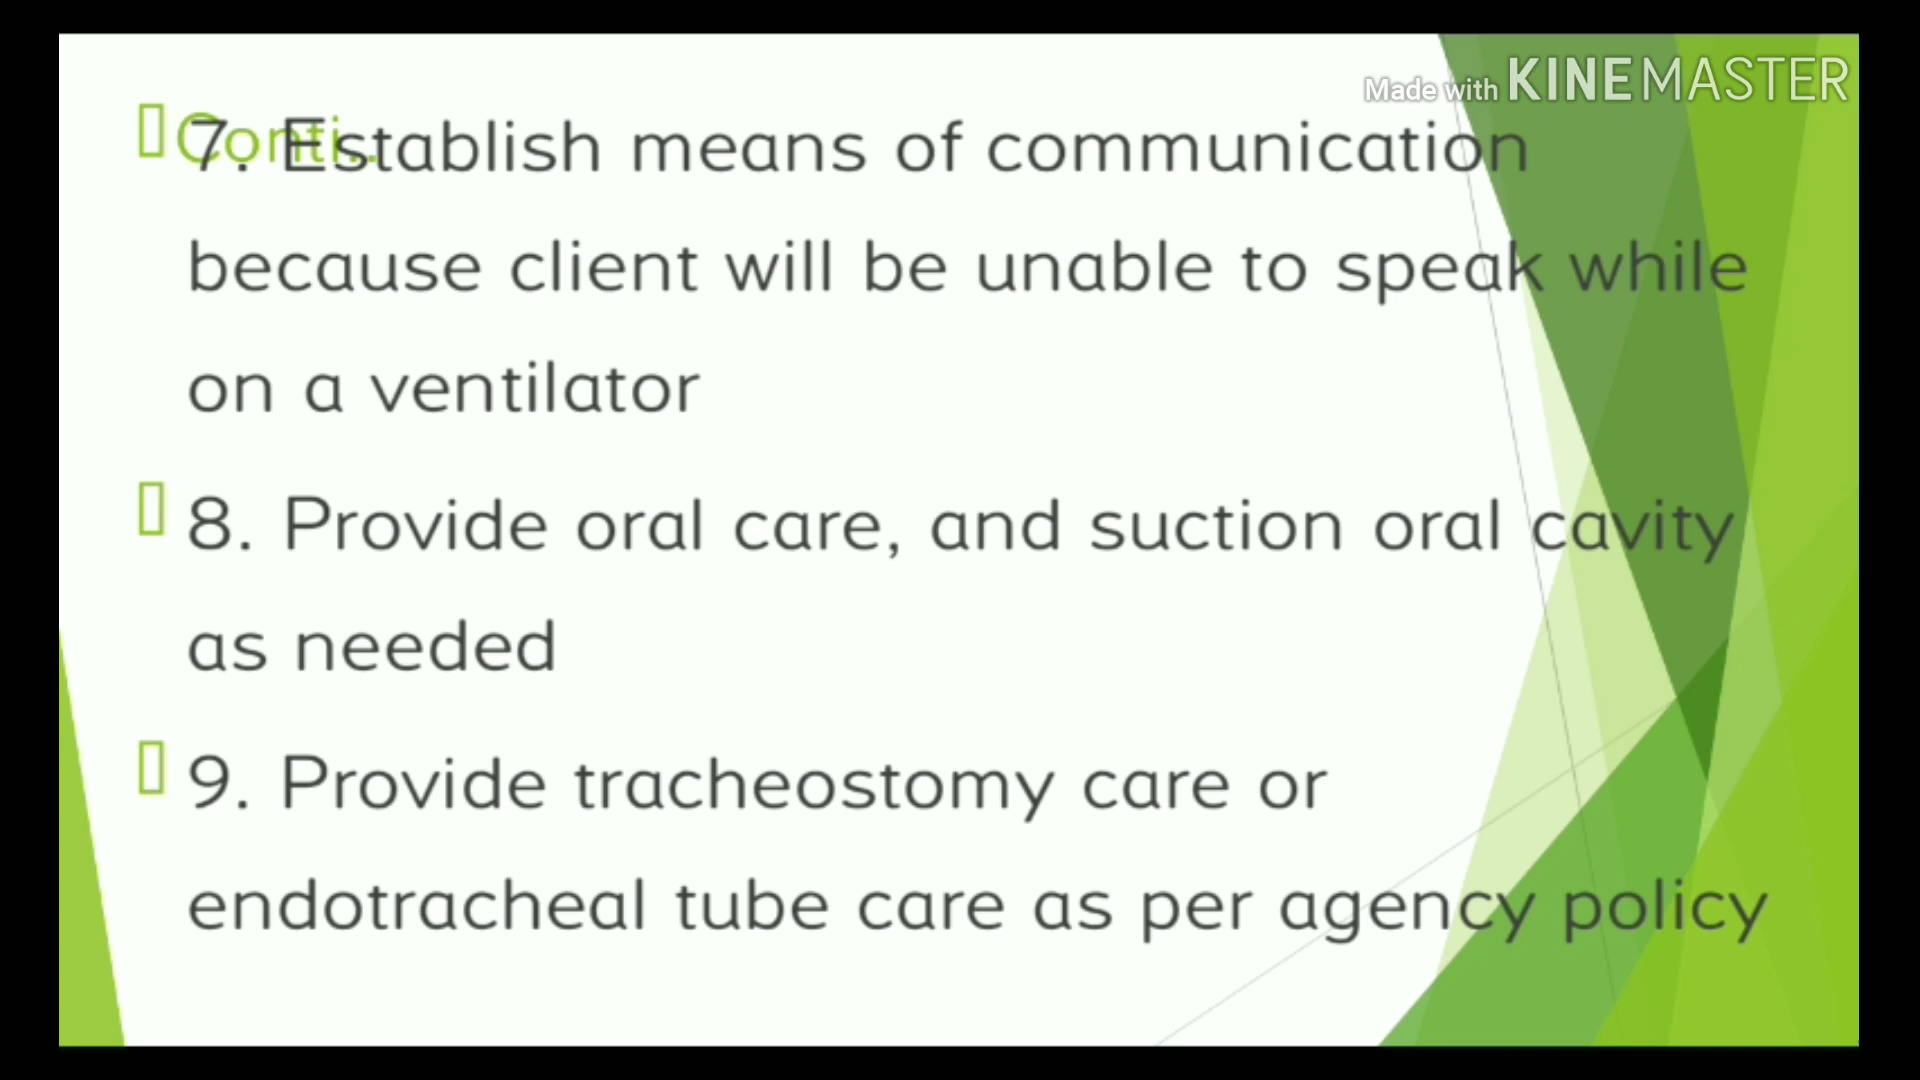 Made with KINEMASTER
Conti..
7. Establish means of communication
because client will be unable to speak while
on a ventilator
8. Provide oral care, and suction oral cavity
as needed
9. Provide tracheostomy care or
endotracheal tube care as per agency policy